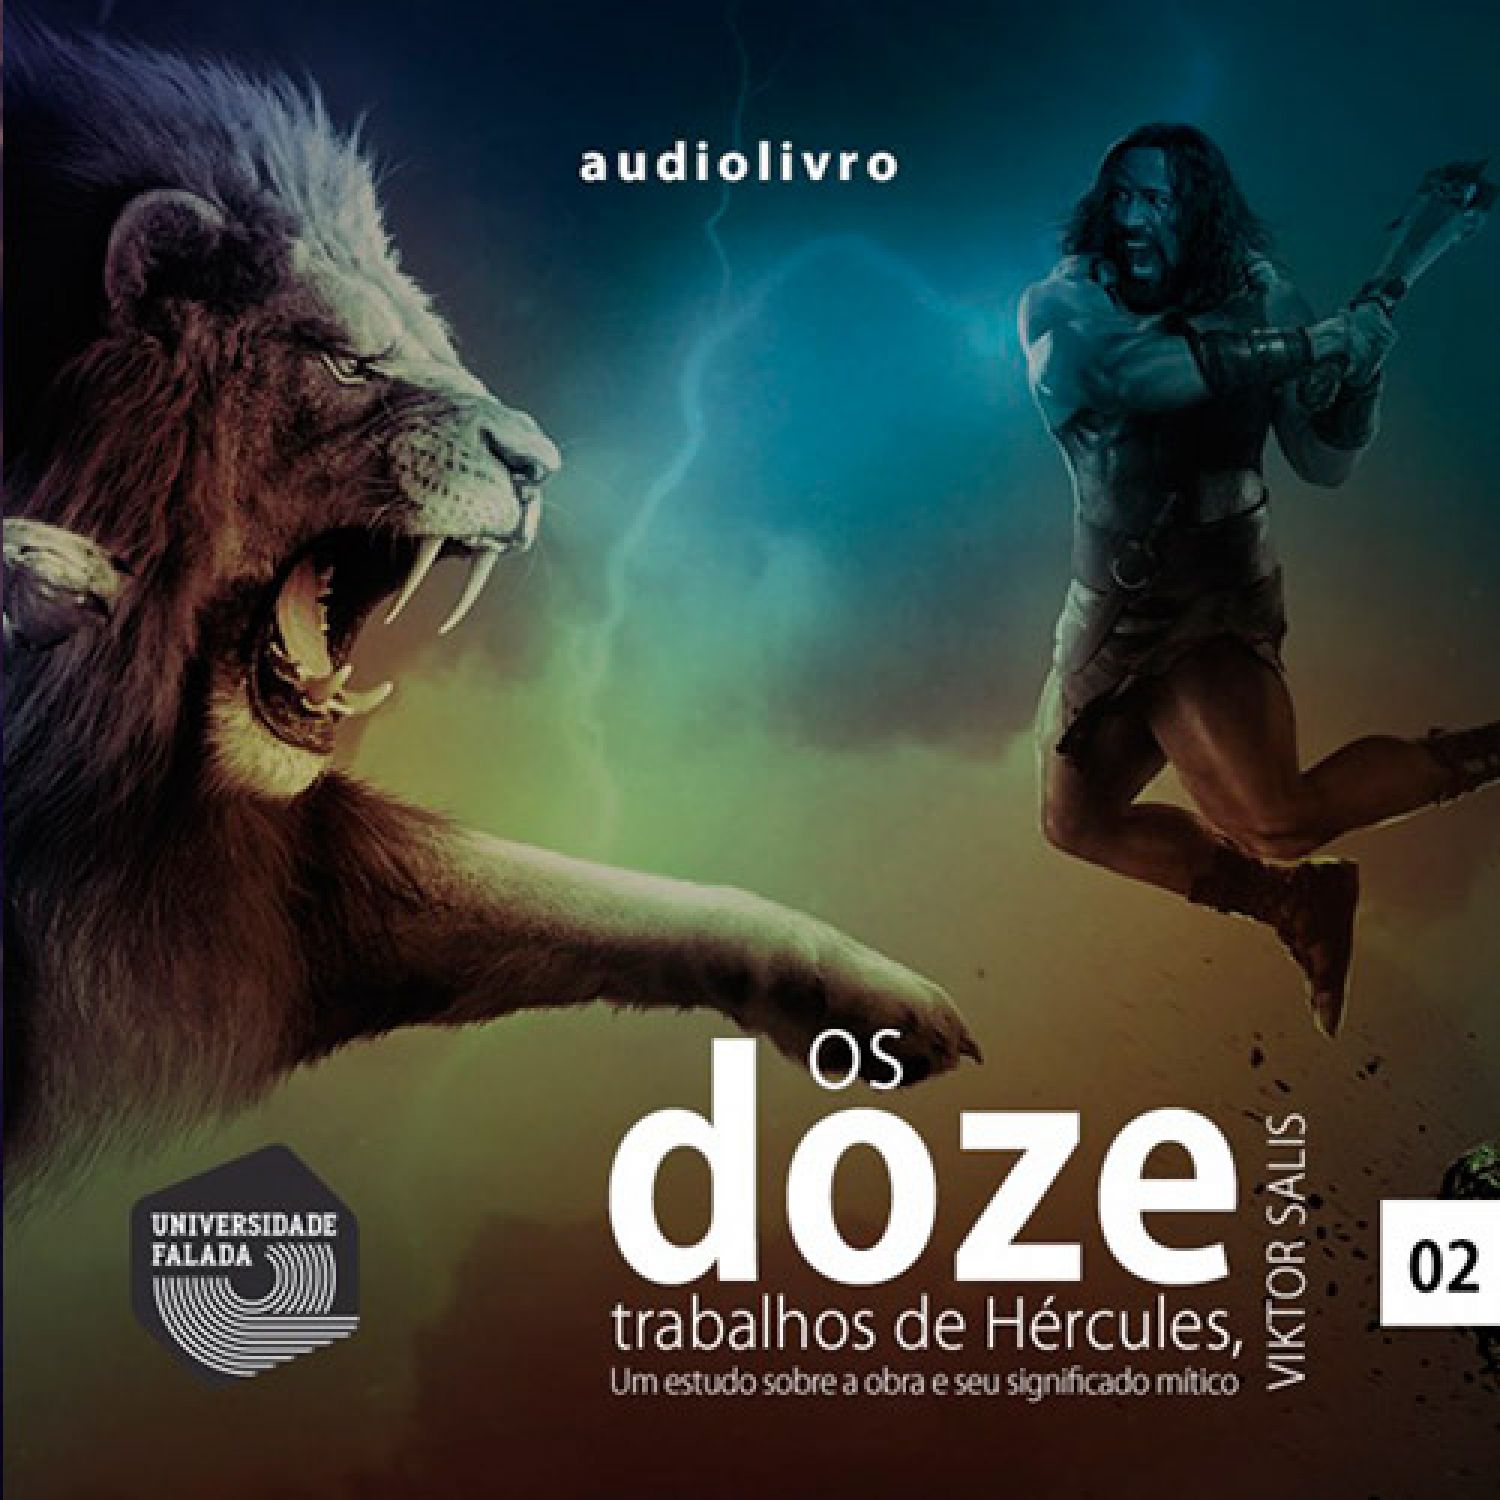 audiolivro
os
doze
trabalhos de Hércules,
Um estudo sobre a obra e seu significado mítico
VIKTOR SALIS
02
UNIVERSIDADE
FALADA